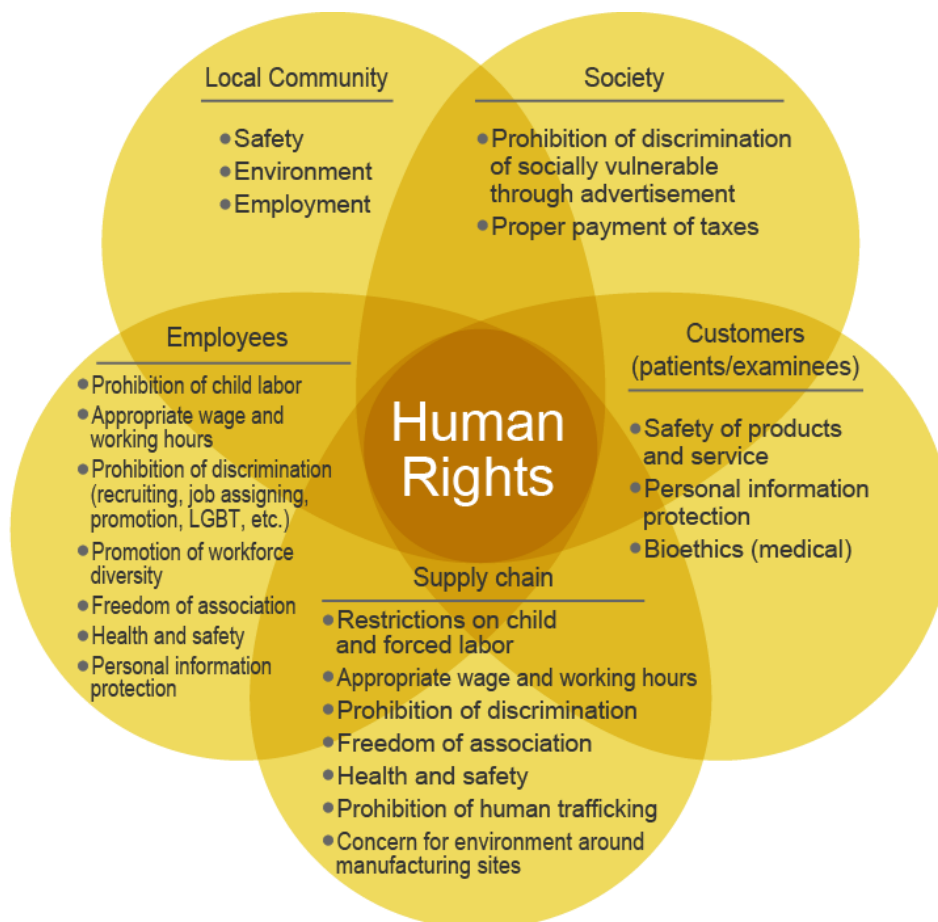 Local Community
• Safety
• Environment
• Employment
Society
• Prohibition of discrimination
of socially vulnerable
through advertisement
• Proper payment of taxes
Employees
• Prohibition of child labor
• Appropriate wage and
working hours
• Prohibition of discrimination
(recruiting, job assigning,
promotion, LGBT, etc.)
• Promotion of workforce
diversity
• Freedom of association
• Health and safety
• Personal information
protection
Human
Rights
Customers
(patients/examinees)
• Safety of products
and service
• Personal information
protection
• Bioethics (medical)
Supply chain
• Restrictions on child
and forced labor
• Appropriate wage and working hours
• Prohibition of discrimination
• Freedom of association
• Health and safety
• Prohibition of human trafficking
• Concern for environment around
manufacturing sites